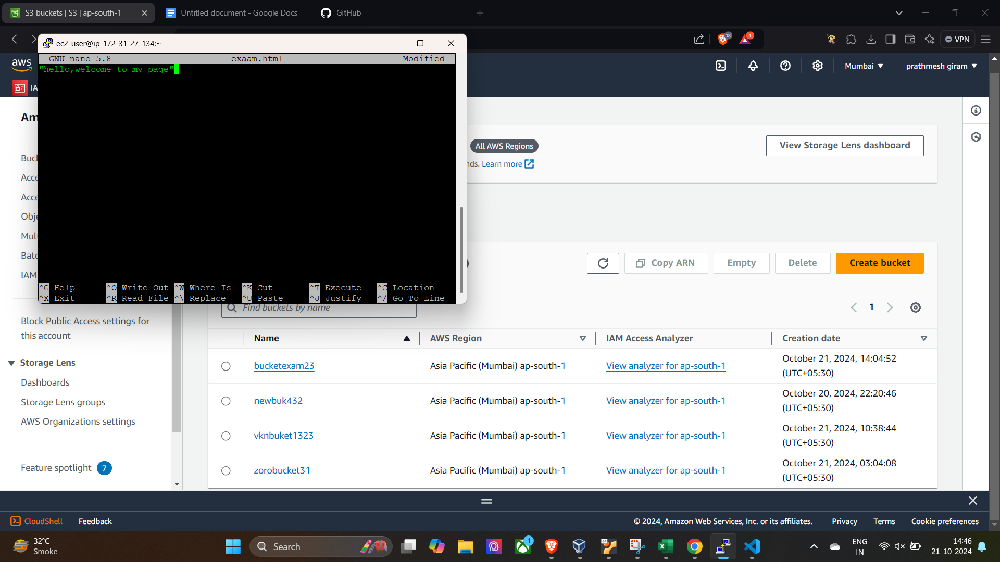 S3 buckets | S3 | ap-south-1
Untitled document - Google Docs
GitHub
18
1
VPN
ec2-user@ip-172-31-27-134:~
GNU nano 5.8 exaam.html Modified
"hello,welcome to my page"
^G Help ^O Write Out ^W Where Is ^K Cut ^T Execute ^C Location
^X Exit ^R Read File ^\ Replace ^U Paste ^J Justify ^/ Go To Line
aws
Mumbai ▼
prathmesh giram ▼
IA
Am
Buck
Acce
Acce
Obje
Mult
Batc
IAM
Block Public Access settings for
this account
Storage Lens
Dashboards
Storage Lens groups
AWS Organizations settings
Feature spotlight 7
All AWS Regions
View Storage Lens dashboard
nds. Learn more
Copy ARN
Empty
Delete
Create bucket
Find buckets by name
1
Name AWS Region IAM Access Analyzer Creation date
bucketexam23 Asia Pacific (Mumbai) ap-south-1 View analyzer for ap-south-1 October 21, 2024, 14:04:52
(UTC+05:30)
newbuk432 Asia Pacific (Mumbai) ap-south-1 View analyzer for ap-south-1 October 20, 2024, 22:20:46
(UTC+05:30)
vknbuket1323 Asia Pacific (Mumbai) ap-south-1 View analyzer for ap-south-1 October 21, 2024, 10:38:44
(UTC+05:30)
zorobucket31 Asia Pacific (Mumbai) ap-south-1 View analyzer for ap-south-1 October 21, 2024, 03:04:08
(UTC+05:30)
CloudShell
Feedback
© 2024, Amazon Web Services, Inc. or its affiliates.
Privacy
Terms
Cookie preferences
32°C
Smoke
Search
1
64
ENG
IN
14:46
21-10-2024